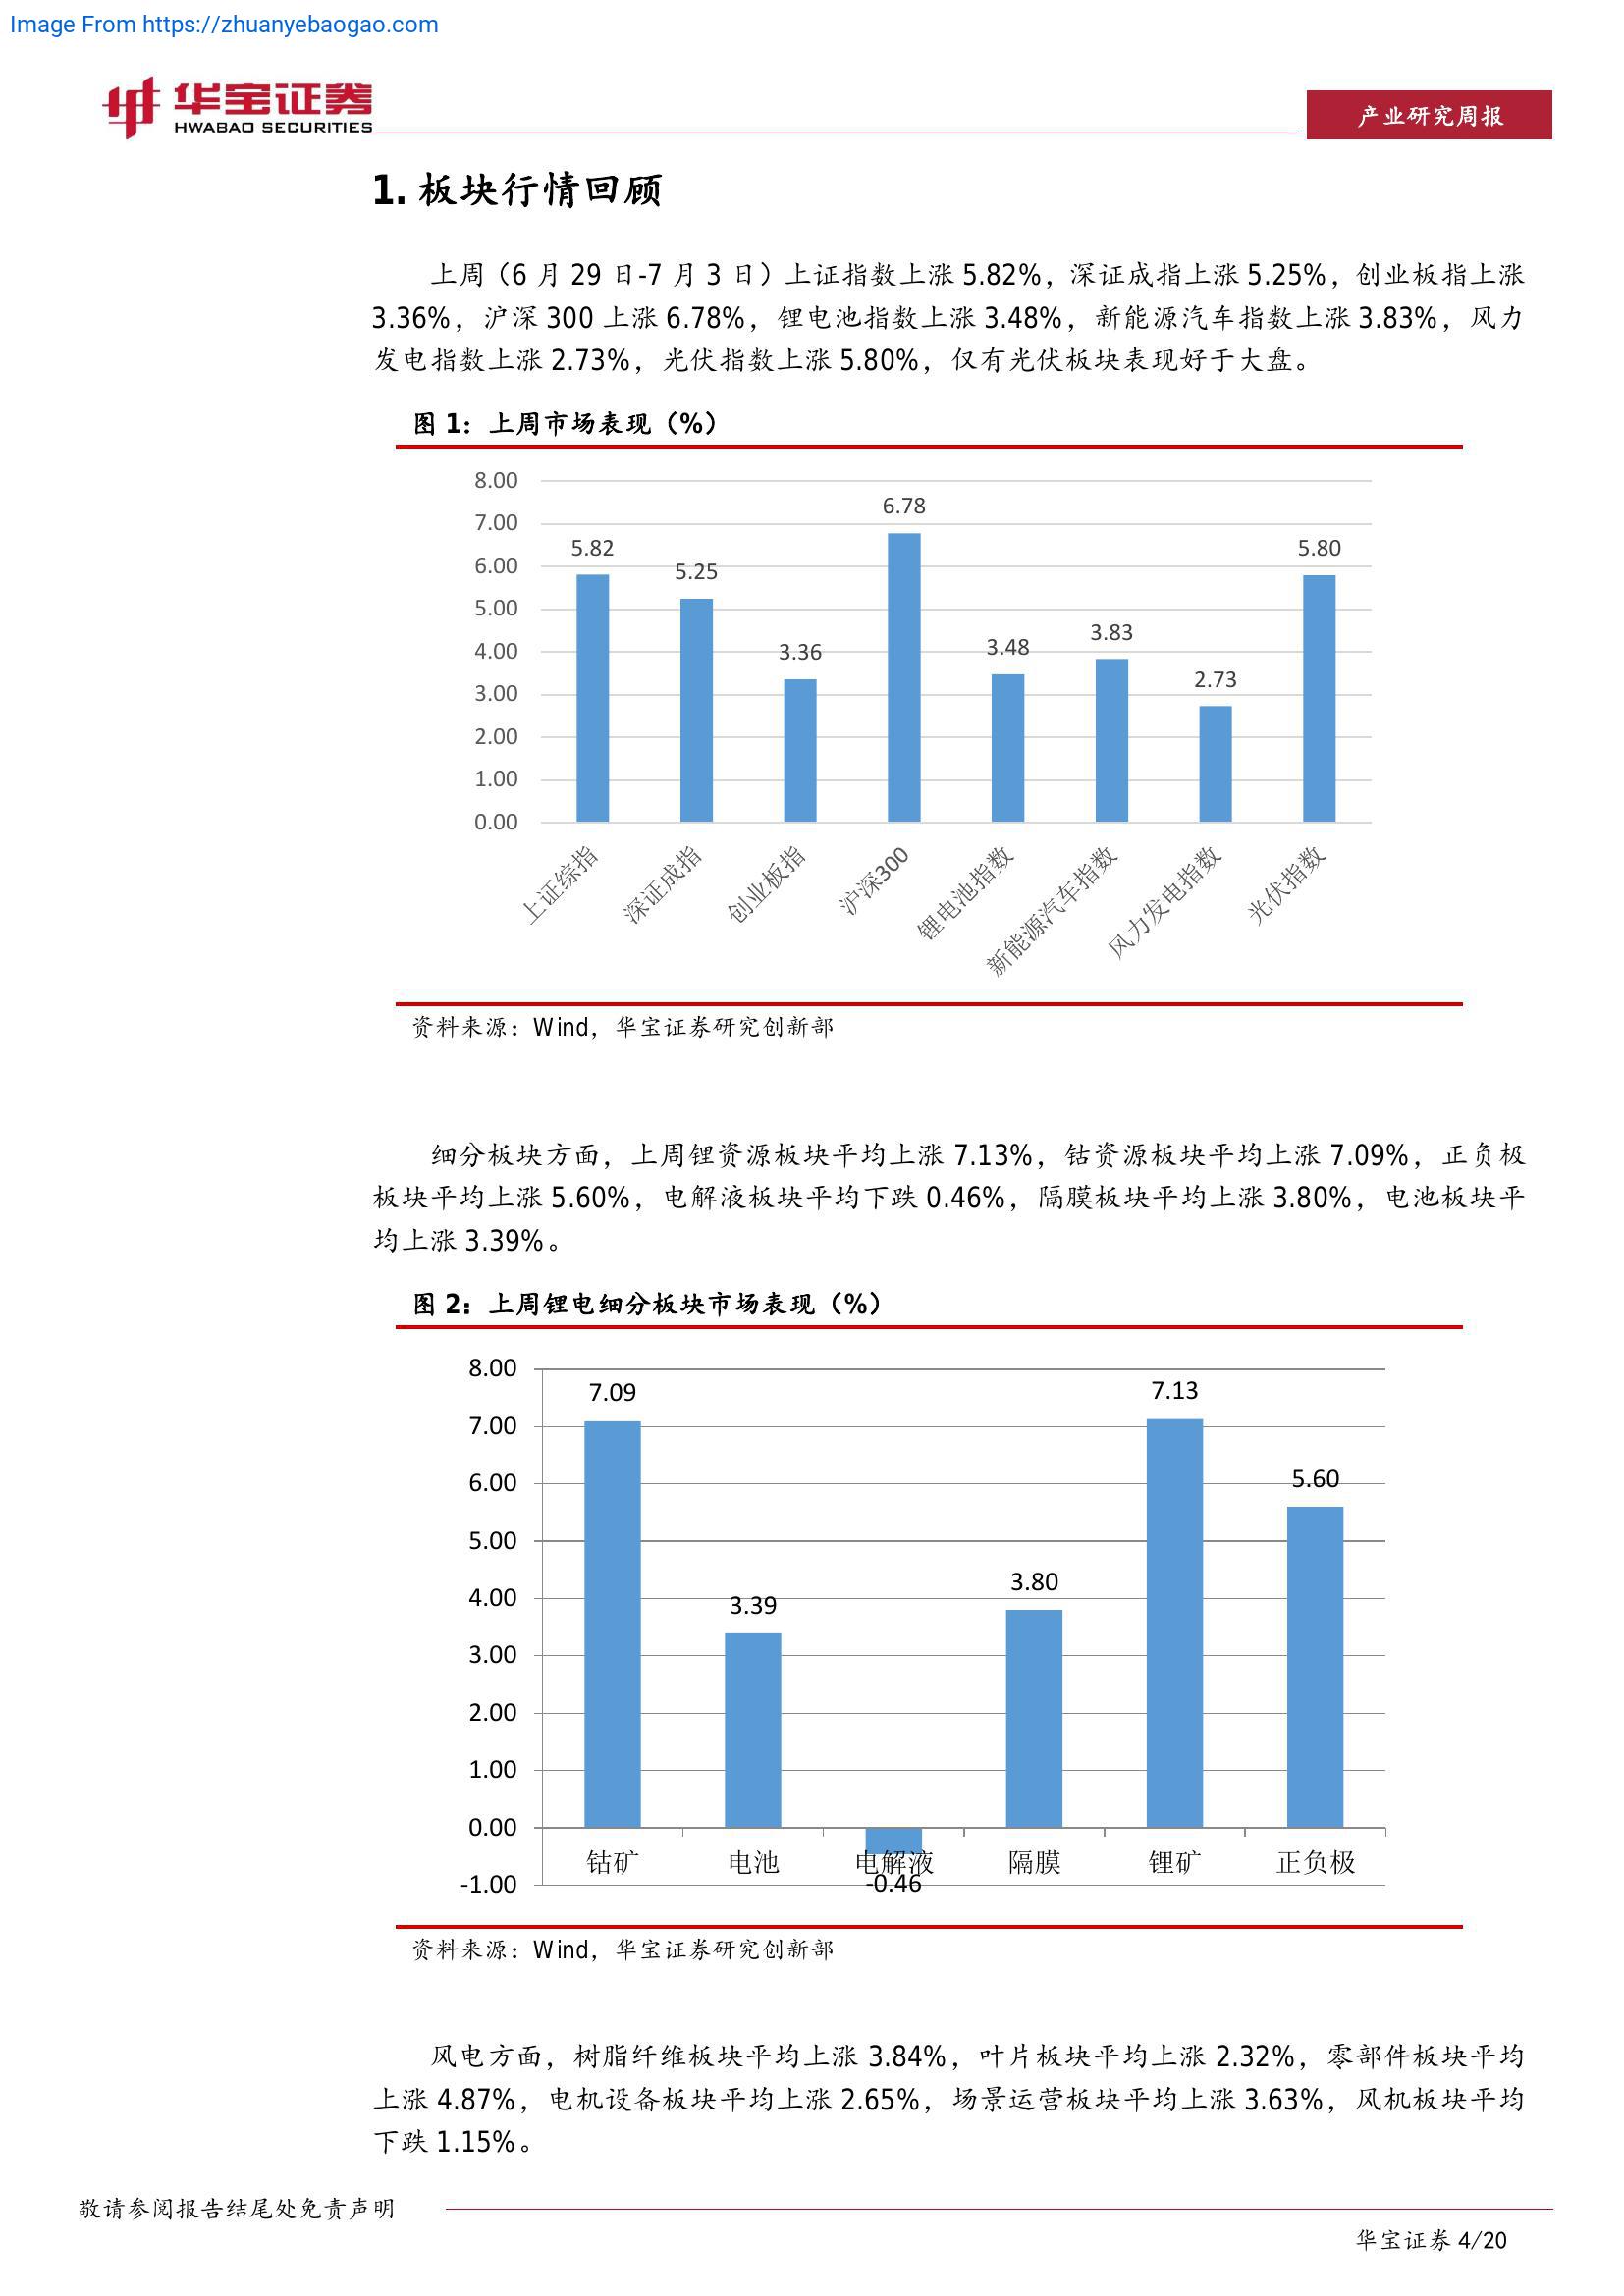 Image From https://zhuanyebaogao.com
华宝证券
HWABAO SECURITIES
产业研究周报
1. 板块行情回顾
上周（6 月 29 日-7 月 3 日）上证指数上涨 5.82%，深证成指上涨 5.25%，创业板指上涨
3.36%，沪深 300 上涨 6.78%，锂电池指数上涨 3.48%，新能源汽车指数上涨 3.83%，风力
发电指数上涨 2.73%，光伏指数上涨 5.80%，仅有光伏板块表现好于大盘。
图 1：上周市场表现（%）
8.00
7.00
6.00
5.00
4.00
3.00
2.00
1.00
0.00
5.82
5.25
3.36
6.78
3.48
3.83
2.73
5.80
上证综指
深证成指
创业板指
沪深300
锂电池指数
新能源汽车指数
风力发电指数
光伏指数
资料来源：Wind，华宝证券研究创新部
细分板块方面，上周锂资源板块平均上涨 7.13%，钴资源板块平均上涨 7.09%，正负极
板块平均上涨 5.60%，电解液板块平均下跌 0.46%，隔膜板块平均上涨 3.80%，电池板块平
均上涨 3.39%。
图 2：上周锂电细分板块市场表现（%）
8.00
7.00
6.00
5.00
4.00
3.00
2.00
1.00
0.00
-1.00
7.09
3.39
-0.46
3.80
7.13
5.60
钴矿
电池
电解液
隔膜
锂矿
正负极
资料来源：Wind，华宝证券研究创新部
风电方面，树脂纤维板块平均上涨 3.84%，叶片板块平均上涨 2.32%，零部件板块平均
上涨 4.87%，电机设备板块平均上涨 2.65%，场景运营板块平均上涨 3.63%，风机板块平均
下跌 1.15%。
敬请参阅报告结尾处免责声明
华宝证券 4/20